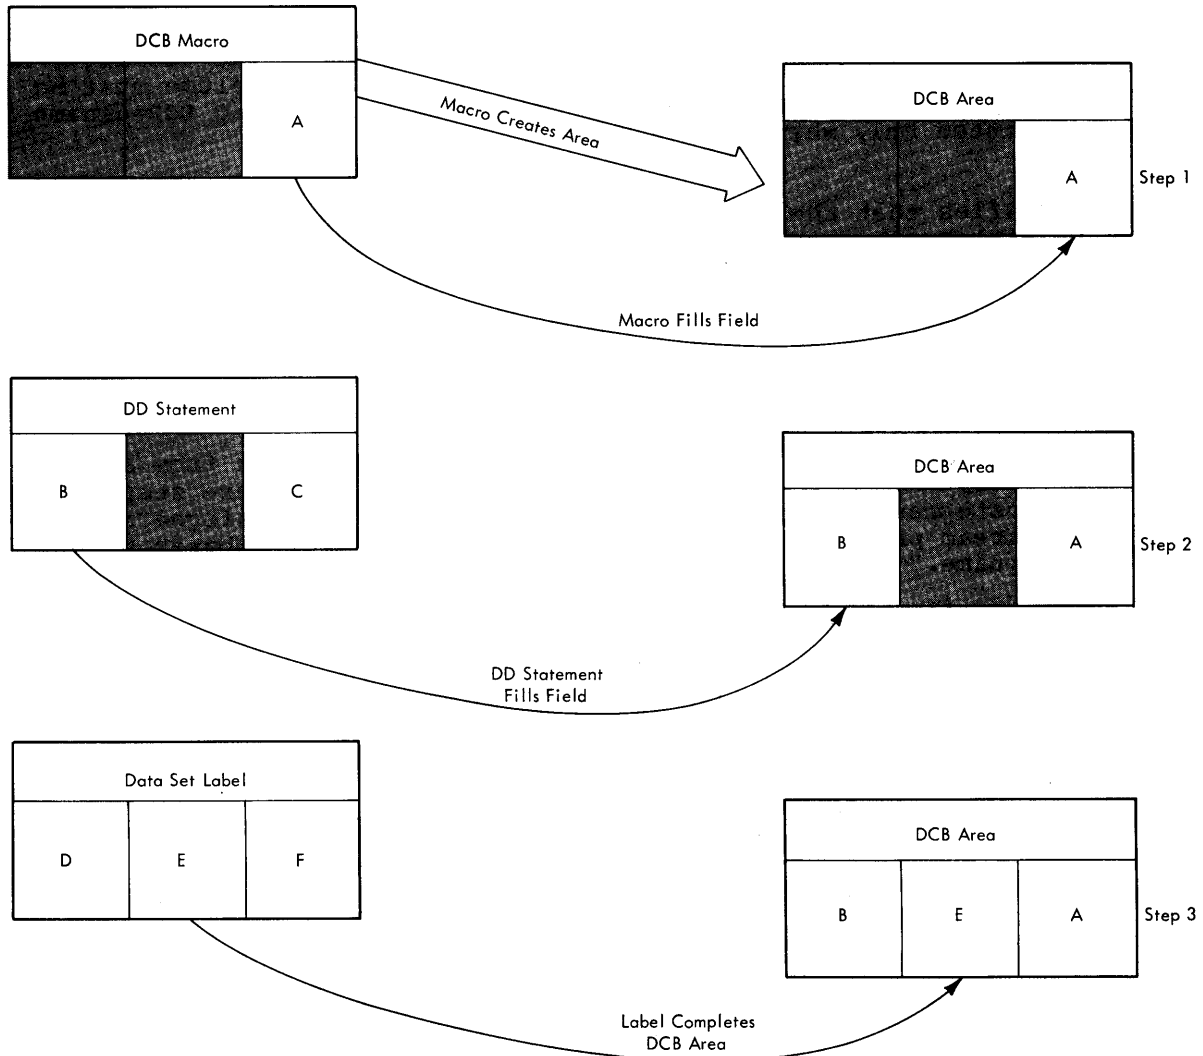 DCB Macro
A
Macro Creates Area
DCB Area
A
Step 1
Macro Fills Field
DD Statement
B
C
DCB Area
B
A
Step 2
DD Statement
Fills Field
Data Set Label
D
E
F
DCB Area
B
E
A
Step 3
Label Completes
DCB Area